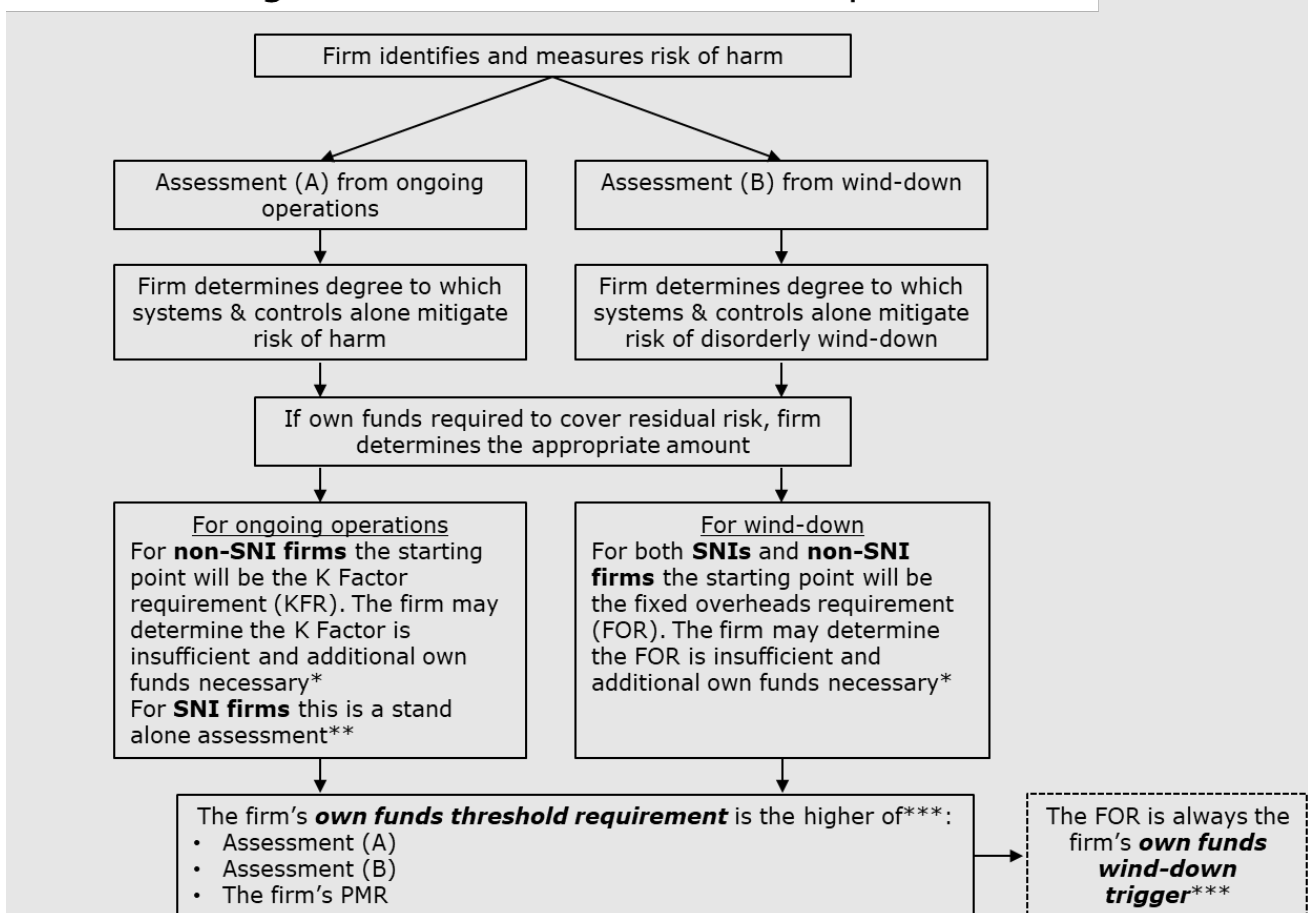 Firm identifies and measures risk of harm
Assessment (A) from ongoing
operations
Assessment (B) from wind-down
Firm determines degree to which
systems & controls alone mitigate
risk of harm
Firm determines degree to which
systems & controls alone mitigate
risk of disorderly wind-down
If own funds required to cover residual risk, firm
determines the appropriate amount
For ongoing operations
For non-SNI firms the starting
point will be the K Factor
requirement (KFR). The firm may
determine the K Factor is
insufficient and additional own
funds necessary*
For SNI firms this is a stand
alone assessment**
For wind-down
For both SNIs and non-SNI
firms the starting point will be
the fixed overheads requirement
(FOR). The firm may determine
the FOR is insufficient and
additional own funds necessary*
The firm's own funds threshold requirement is the higher of***:
• Assessment (A)
• Assessment (B)
• The firm's PMR
The FOR is always the
firm's own funds
wind-down
trigger***